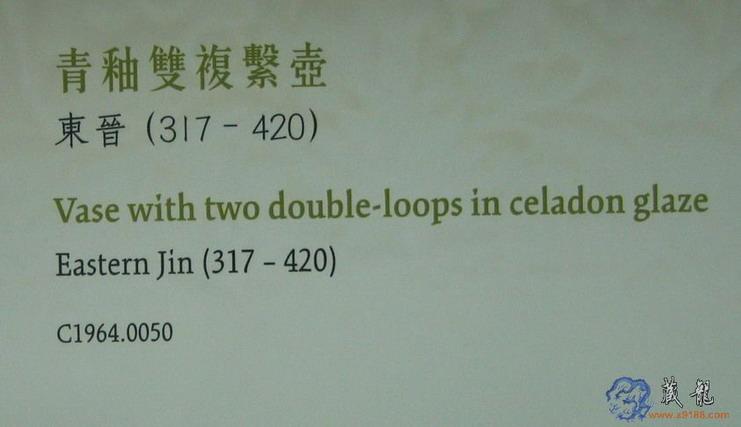 青釉雙複繫壺
東晉 (317 - 420)
Vase with two double-loops in celadon glaze
Eastern Jin (317 – 420)
C1964.0050
藏龍
www.a9188.com